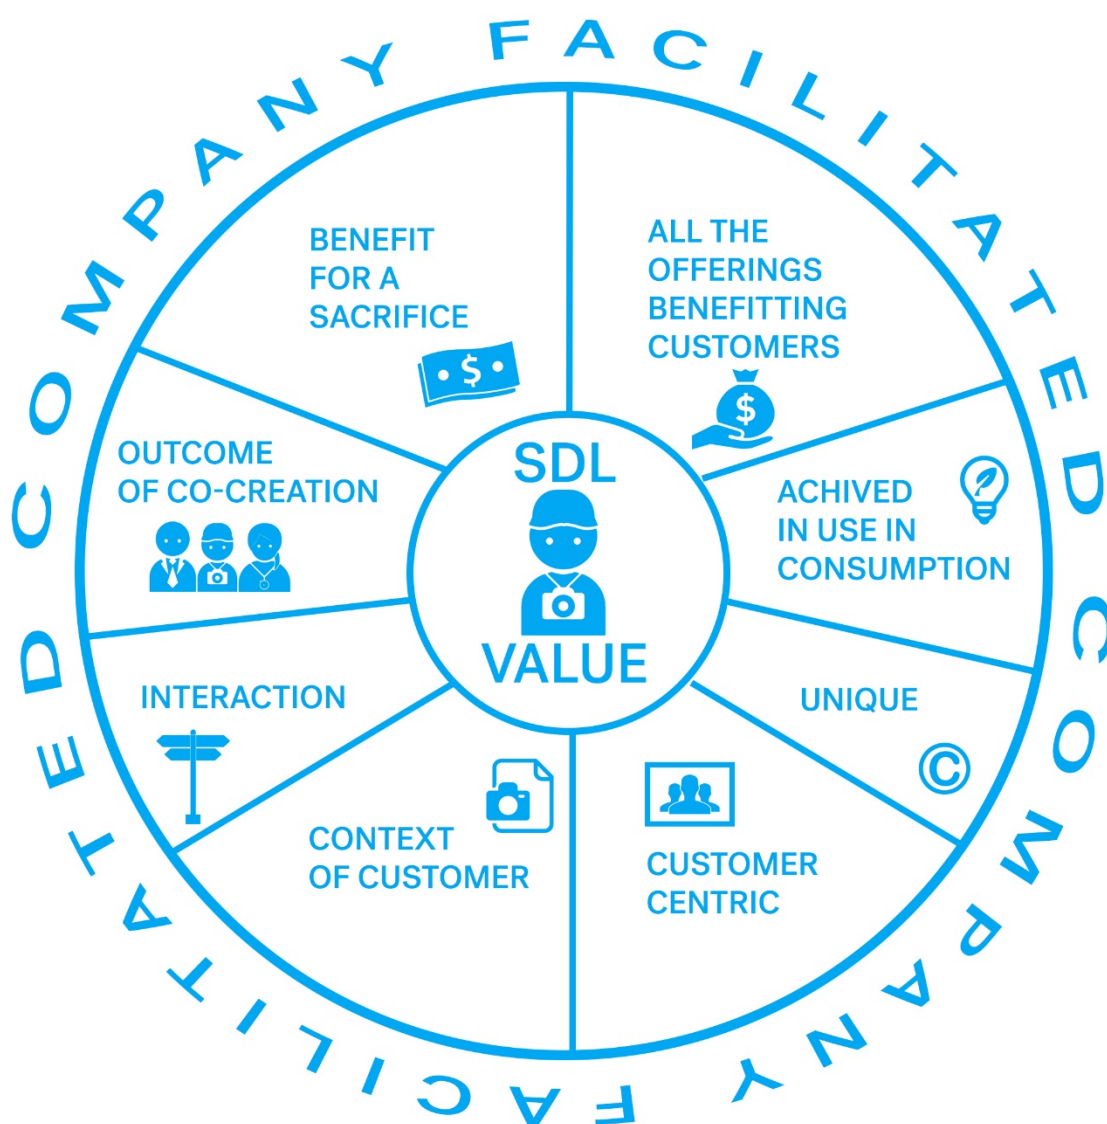 COMPANY FACILITATED COMPANY FACILITATED
BENEFIT
FOR A
SACRIFICE
$
ALL THE
OFFERINGS
BENEFITTING
CUSTOMERS
$
OUTCOME
OF CO-CREATION
SDL
VALUE
ACHIVED
IN USE IN
CONSUMPTION
INTERACTION
UNIQUE
©
CONTEXT
OF CUSTOMER
CUSTOMER
CENTRIC